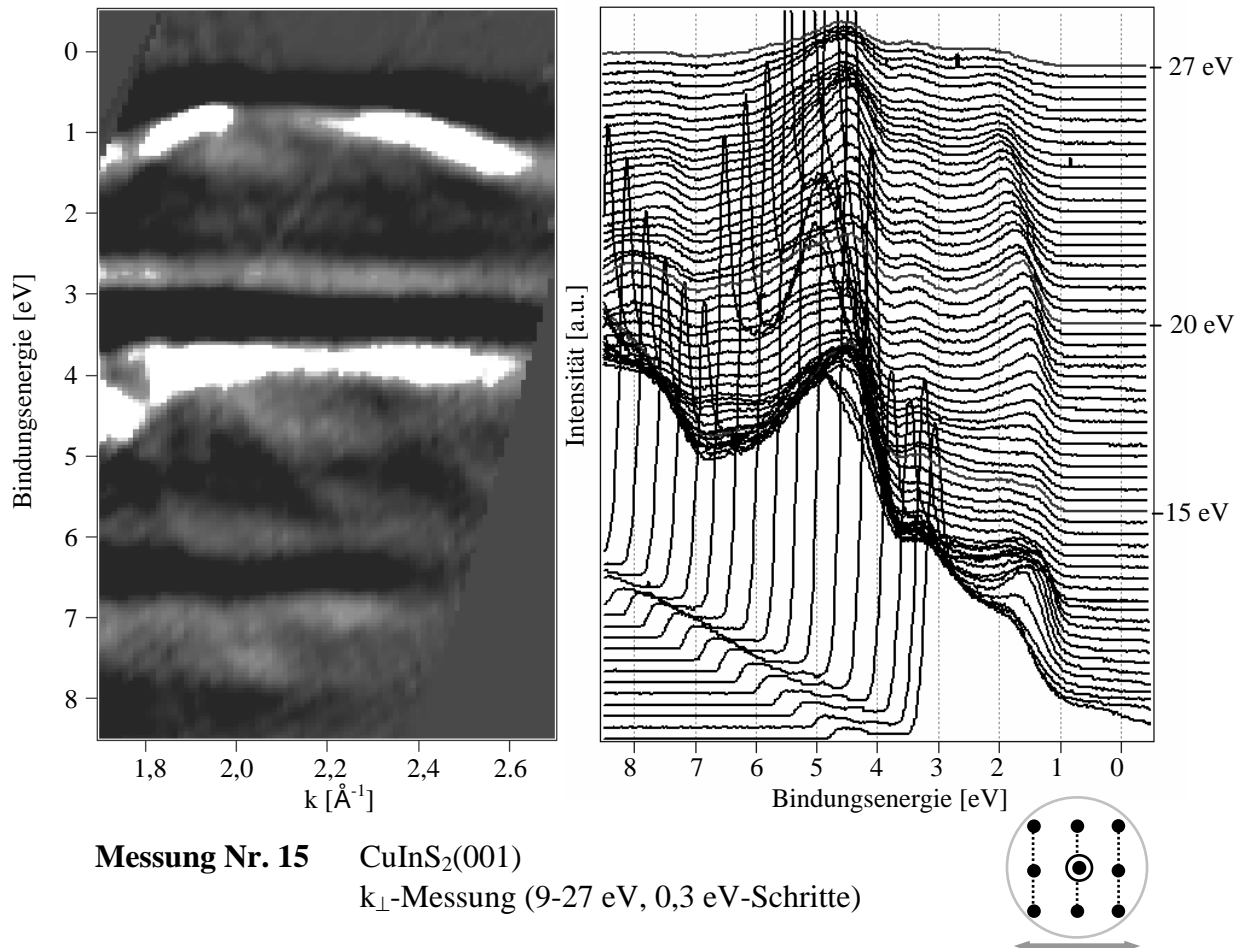 Bindungsenergie [eV]
0
1
2
3
4
5
6
7
8
1,8
2,0
2,2
2,4
2.6
k [Å-1]
Intensität [a.u.]
27 eV
20 eV
15 eV
8
7
6
5
4
3
2
1
0
Bindungsenergie [eV]
Messung Nr. 15 CuInS2(001)
k⊥-Messung (9-27 eV, 0,3 eV-Schritte)